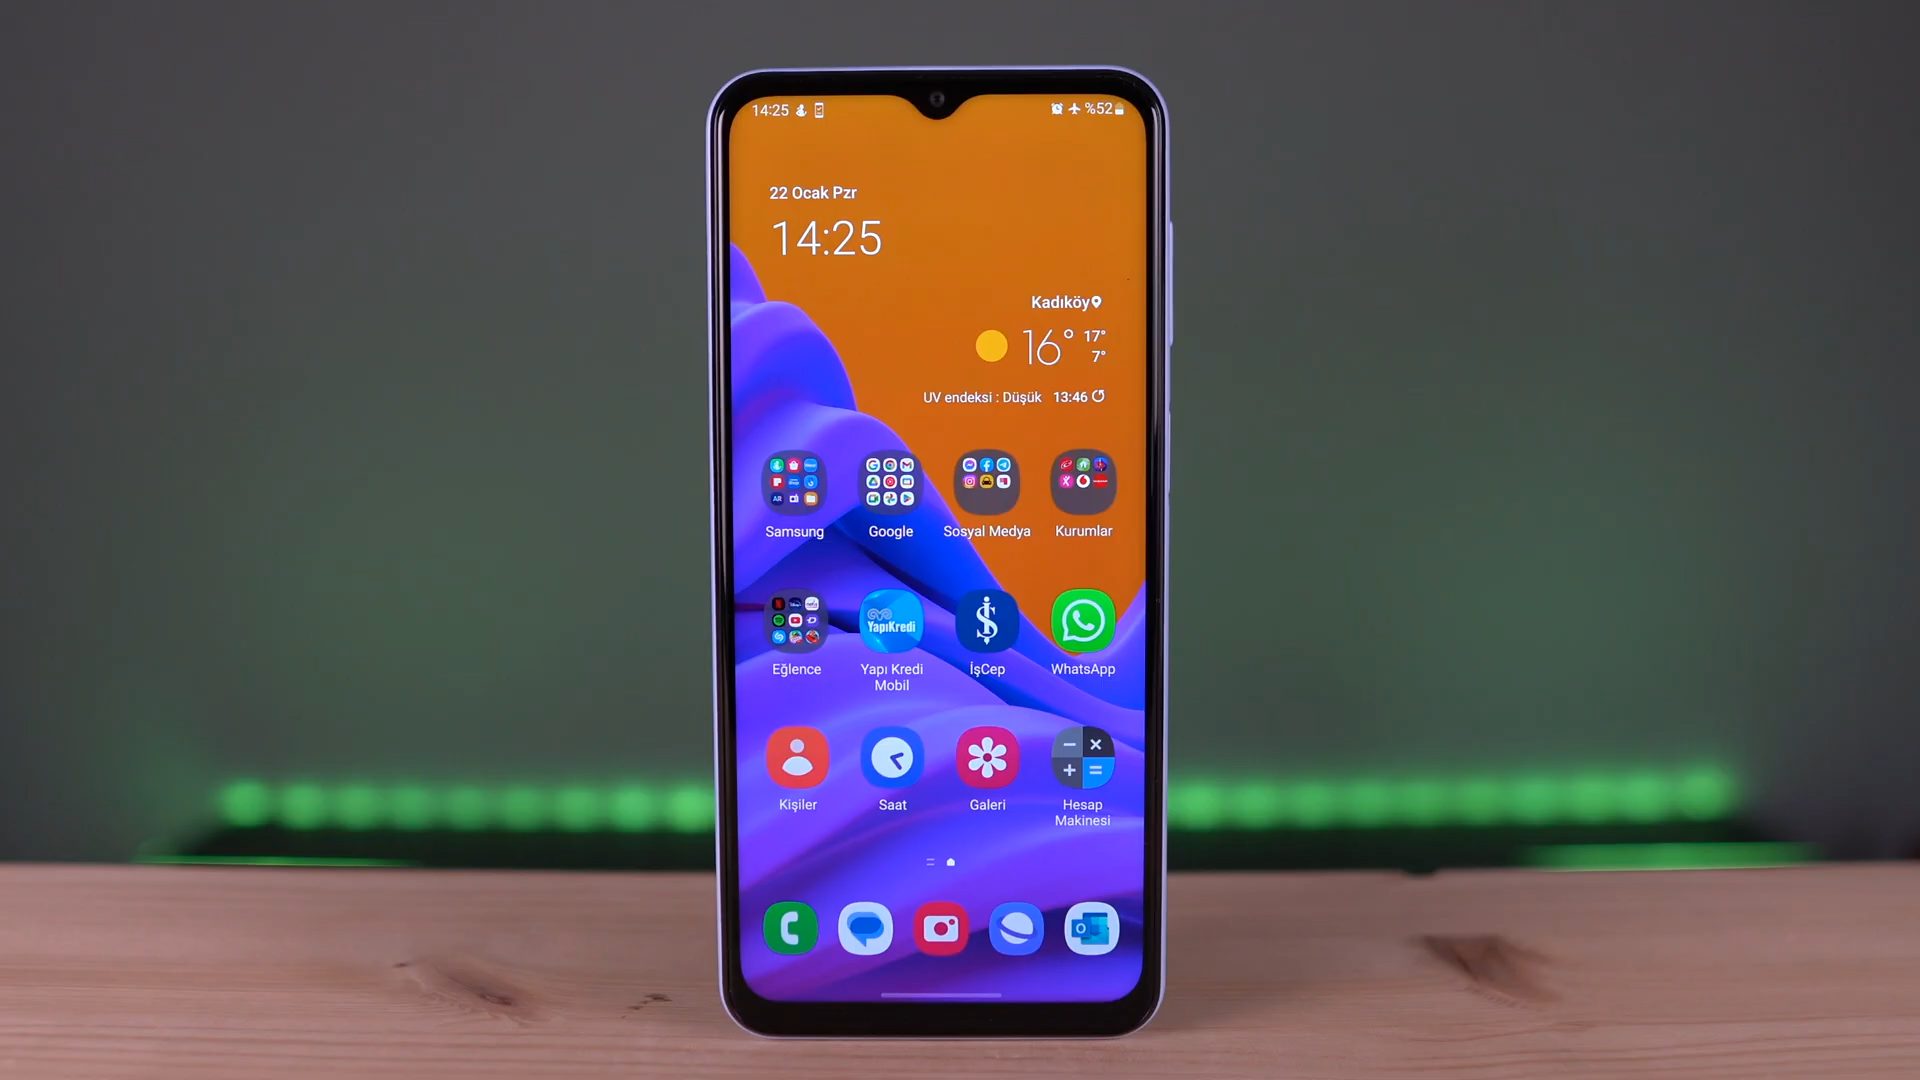 14:25
%52
22 Ocak Pzr
14:25
Kadıköy
16° 17°
7°
UV endeksi : Düşük 13:46
AR
Samsung
Google
Sosyal Medya
Kurumlar
YapıKredi
Eğlence
Yapı Kredi
Mobil
İşCep
WhatsApp
Kişiler
Saat
Galeri
Hesap
Makinesi